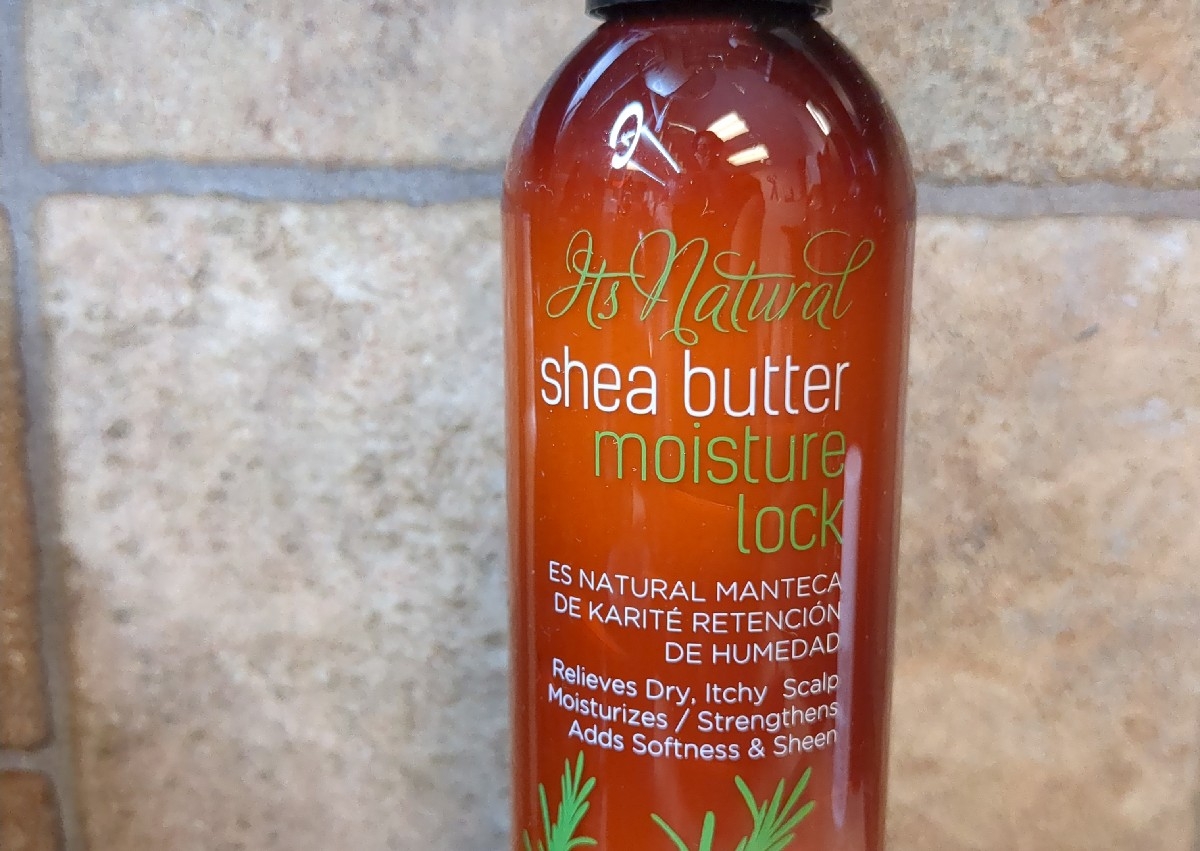 Its Natural
shea butter
moisture
lock
ES NATURAL MANTECA
DE KARITÉ RETENCIÓN
DE HUMEDAD
Relieves Dry, Itchy Scalp
Moisturizes / Strengthens
Adds Softness & Sheen